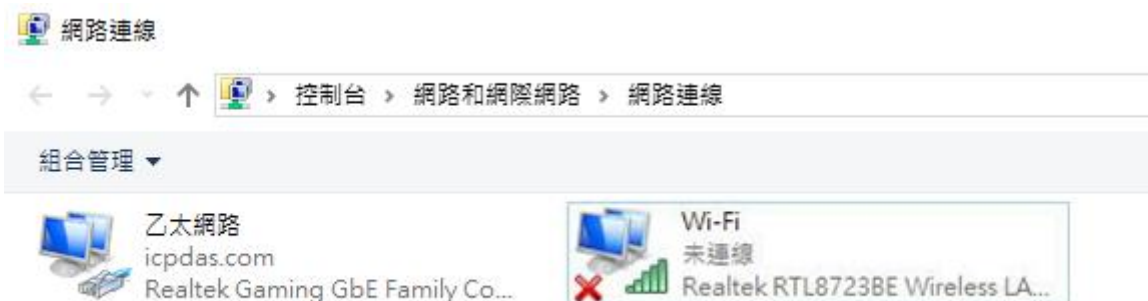 網路連線
控制台 › 網路和網際網路 › 網路連線
組合管理
乙太網路
icpdas.com
Realtek Gaming GbE Family Co...
Wi-Fi
未連線
Realtek RTL8723BE Wireless LA...